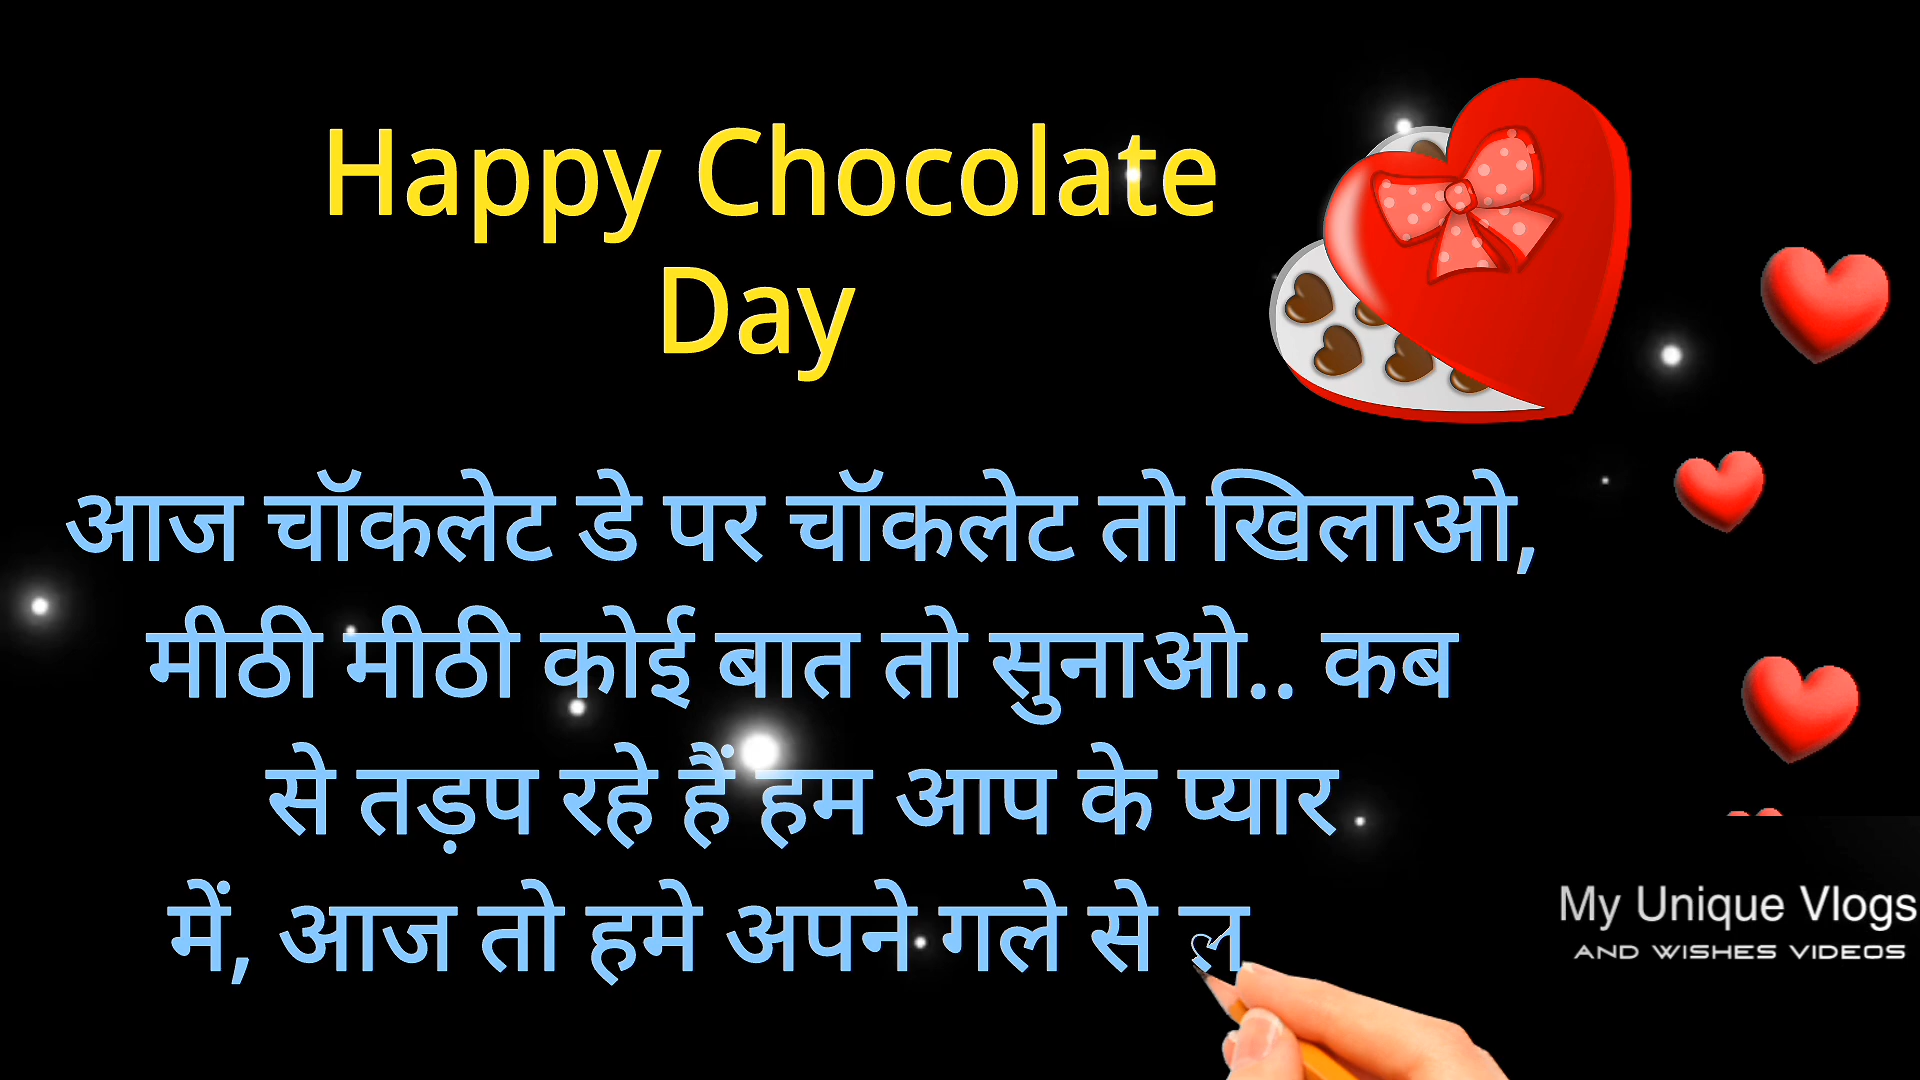 Happy Chocolate
Day
आज चॉकलेट डे पर चॉकलेट तो खिलाओ,
मीठी मीठी कोई बात तो सुनाओ.. कब
से तड़प रहे हैं हम आप के प्यार
में, आज तो हमे अपने गले से ल
My Unique Vlogs
AND WISHES VIDEOS